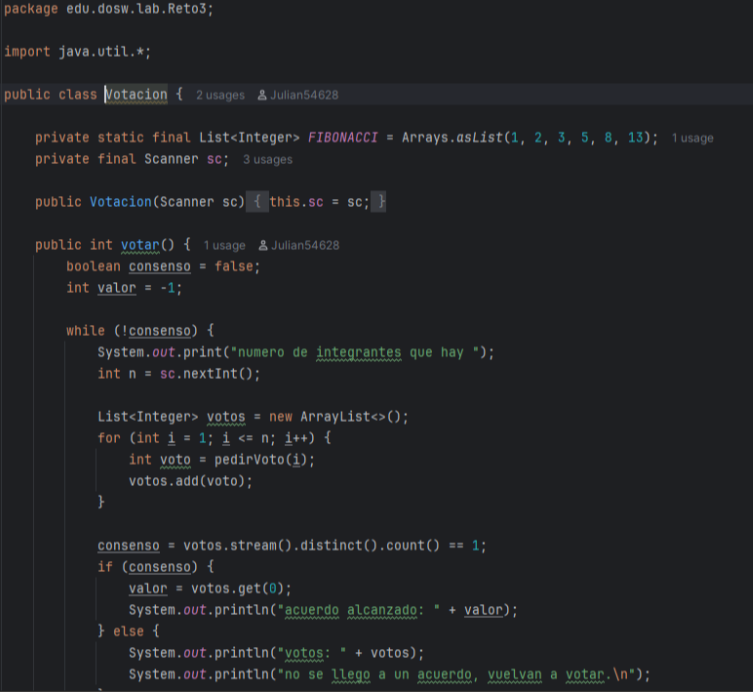 package edu.dosw.lab.Reto3;
import java.util.*;
public class Votacion { 2 usages Julian54628
private static final List<Integer> FIBONACCI = Arrays.asList(1, 2, 3, 5, 8, 13); 1 usage
private final Scanner sc; 3 usages
public Votacion(Scanner sc) { this.sc = sc; }
public int votar() { 1 usage Julian54628
boolean consenso = false;
int valor = -1;
while (!consenso) {
System.out.print("numero de integrantes que hay ");
int n = sc.nextInt();
List<Integer> votos = new ArrayList<>();
for (int i = 1; i <= n; i++) {
int voto = pedirVoto(i);
votos.add(voto);
}
consenso = votos.stream().distinct().count() == 1;
if (consenso) {
valor = votos.get(0);
System.out.println("acuerdo alcanzado: " + valor);
} else {
System.out.println("votos: " + votos);
System.out.println("no se llego a un acuerdo, vuelvan a votar.\n");